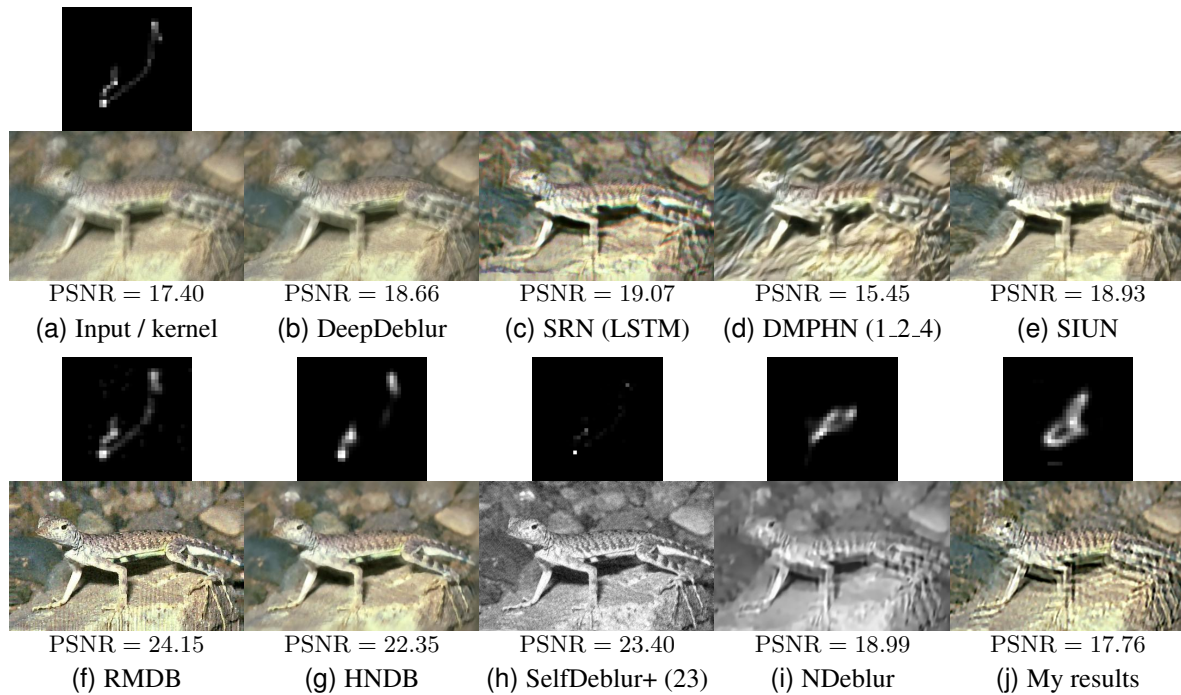 PSNR = 17.40
PSNR = 18.66
PSNR = 19.07
PSNR = 15.45
PSNR = 18.93
(a) Input / kernel
(b) DeepDeblur
(c) SRN (LSTM)
(d) DMPHN (1_2_4)
(e) SIUN
PSNR = 24.15
PSNR = 22.35
PSNR = 23.40
PSNR = 18.99
PSNR = 17.76
(f) RMDB
(g) HNDB
(h) SelfDeblur+ (23)
(i) NDeblur
(j) My results